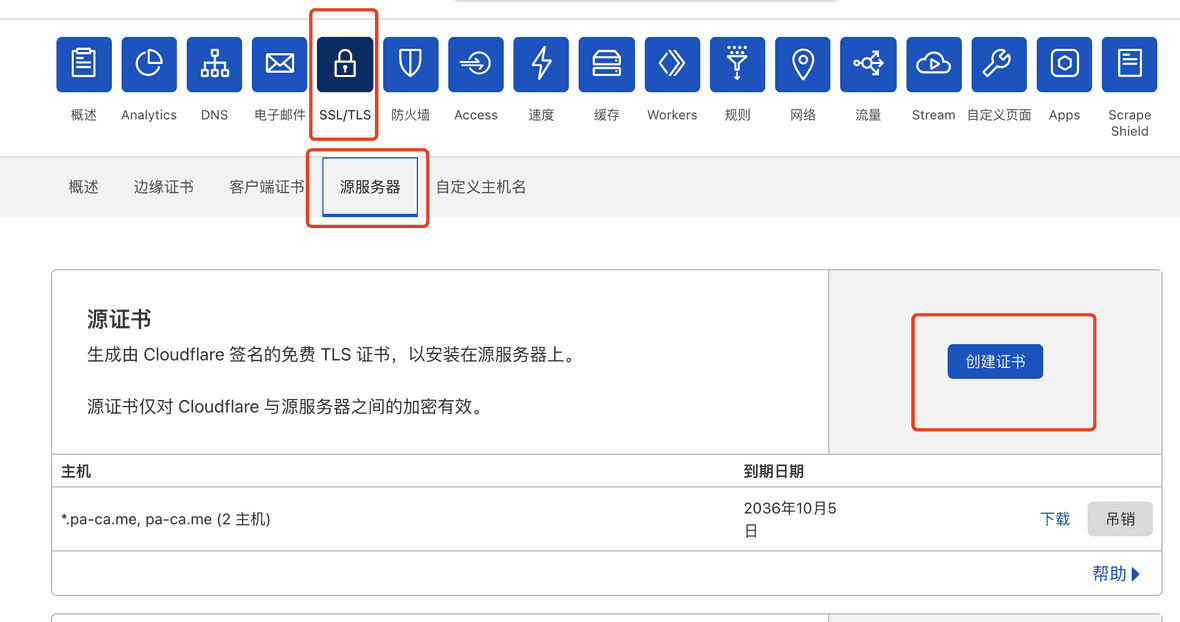 概述
Analytics
DNS
电子邮件
SSL/TLS
防火墙
Access
速度
缓存
Workers
规则
网络
流量
Stream
自定义页面
Apps
Scrape
Shield
概述
边缘证书
客户端证书
源服务器
自定义主机名
源证书
生成由 Cloudflare 签名的免费 TLS 证书，以安装在源服务器上。
源证书仅对 Cloudflare 与源服务器之间的加密有效。
创建证书
主机
到期日期
*.pa-ca.me, pa-ca.me (2 主机)
2036年10月5
日
下载
吊销
帮助